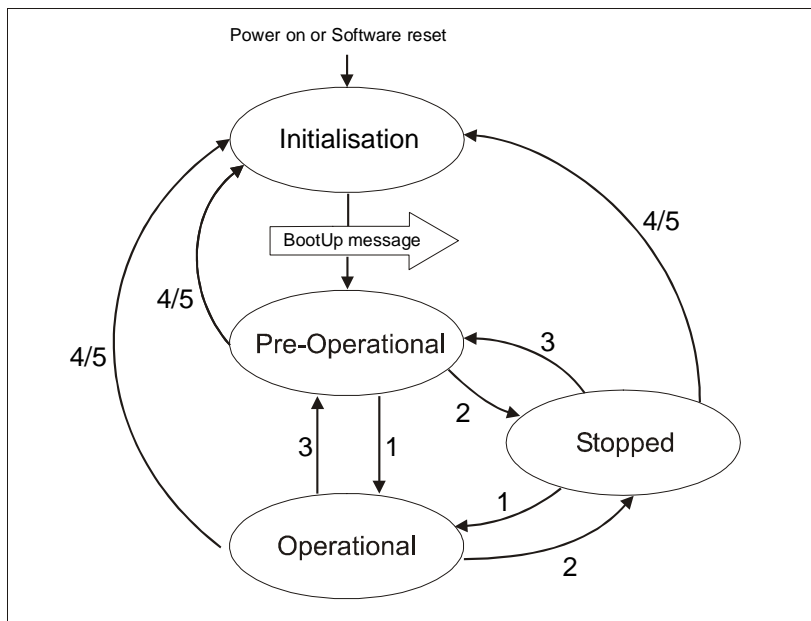 Power on or Software reset
Initialisation
BootUp message
4/5
4/5
4/5
Pre-Operational
3
2
Stopped
3
1
1
Operational
2